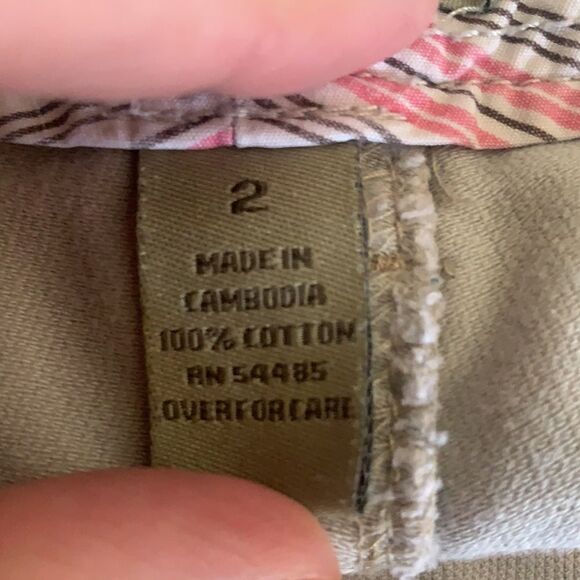 2
MADE IN
CAMBODIA
100% COTTON
RN 54485
OVER FOR CARE